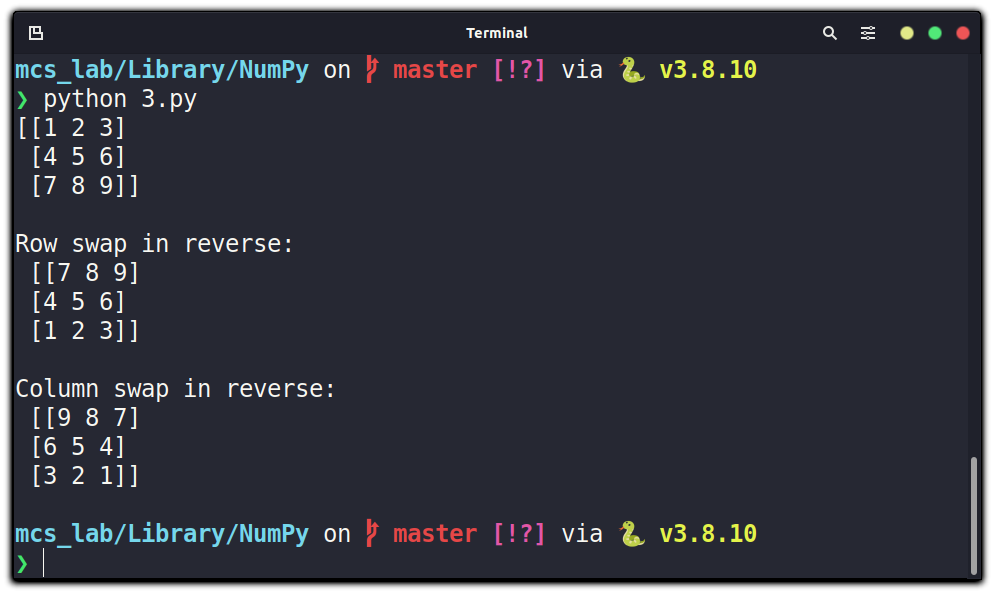 Terminal
mcs_lab/Library/NumPy on master [!?] via 🐍 v3.8.10
❯ python 3.py
[[1 2 3]
 [4 5 6]
 [7 8 9]]
Row swap in reverse:
 [[7 8 9]
 [4 5 6]
 [1 2 3]]
Column swap in reverse:
 [[9 8 7]
 [6 5 4]
 [3 2 1]]
mcs_lab/Library/NumPy on master [!?] via 🐍 v3.8.10
❯